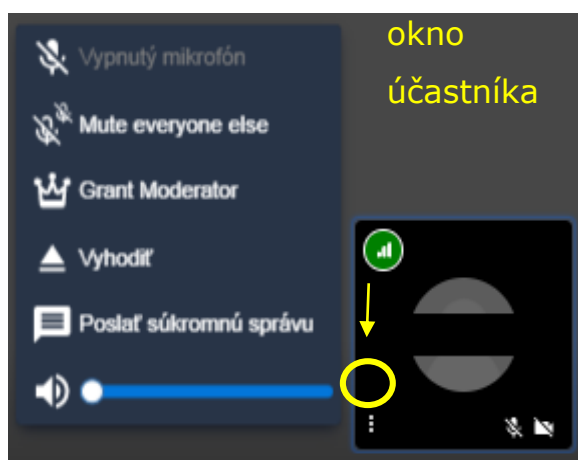 Vypnutý mikrofón
Mute everyone else
Grant Moderator
Vyhodiť
Poslať súkromnú správu
okno
účastníka